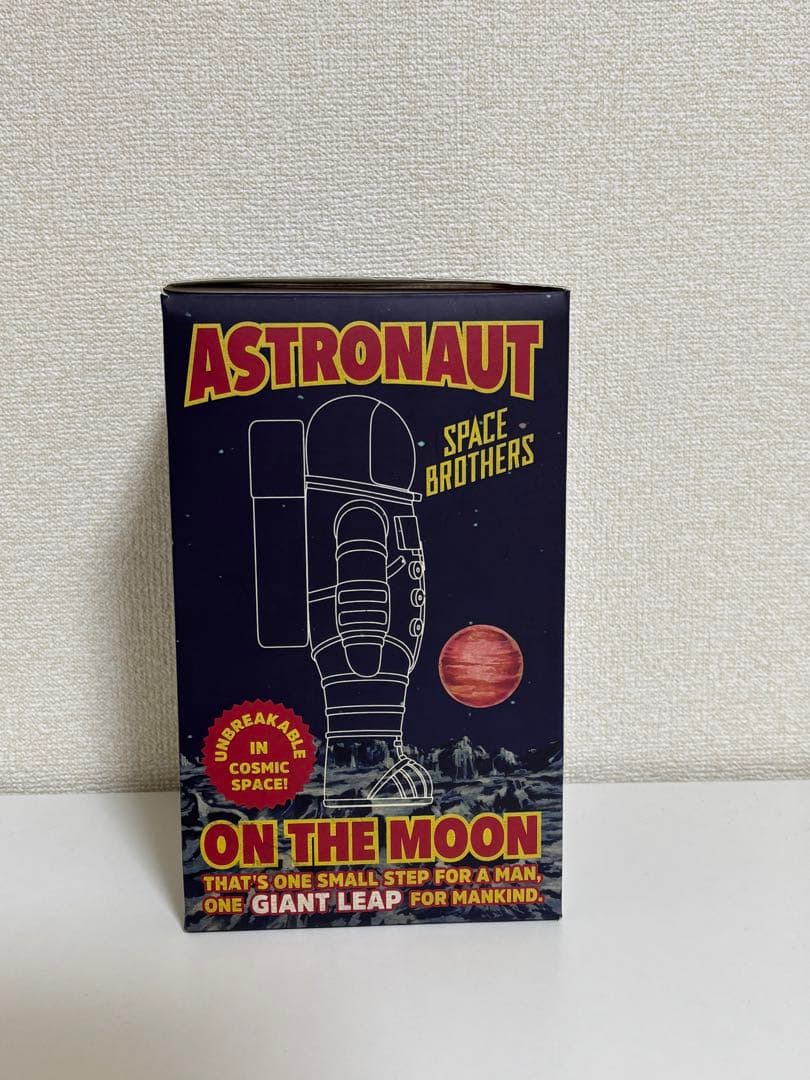 ASTRONAUT
SPACE
BROTHERS
UNBREAKABLE
IN
COSMIC
SPACE!
ON THE MOON
THAT'S ONE SMALL STEP FOR A MAN,
ONE GIANT LEAP FOR MANKIND.